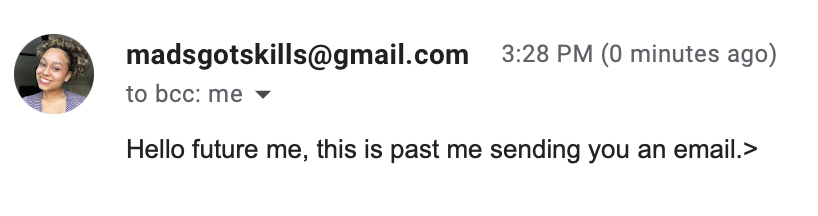 madsgotskills@gmail.com 3:28 PM (0 minutes ago)
to bcc: me
Hello future me, this is past me sending you an email.>